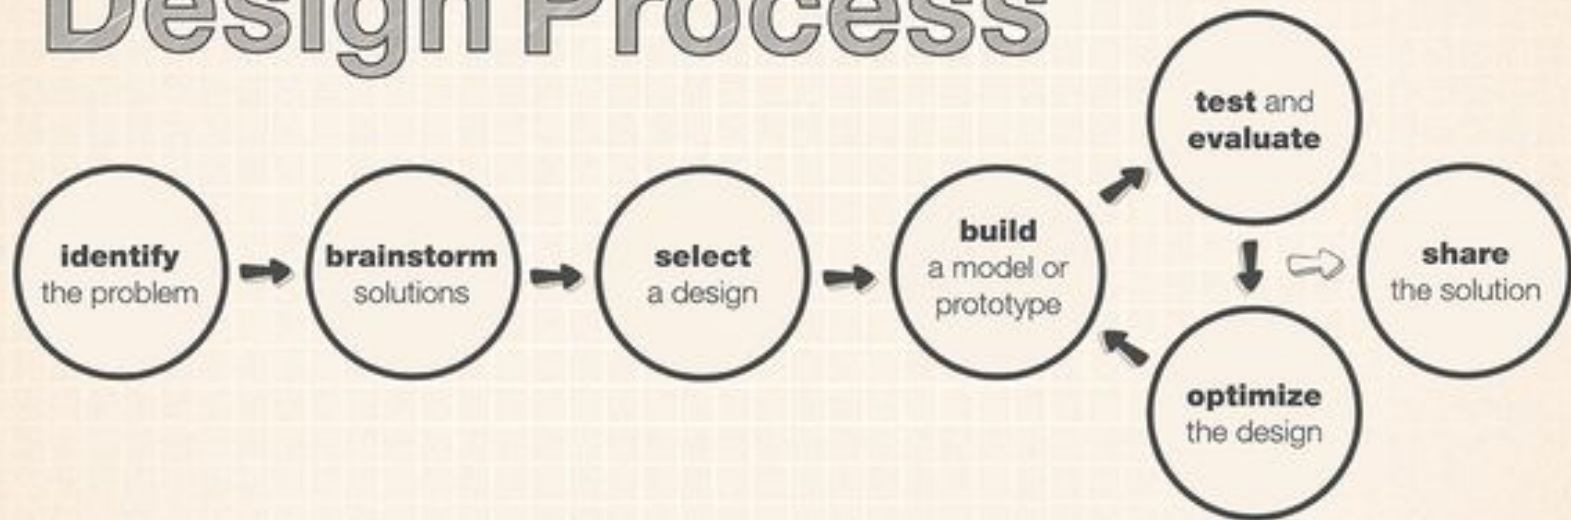 Design Process
identify
the problem
brainstorm
solutions
select
a design
build
a model or
prototype
test and
evaluate
optimize
the design
share
the solution